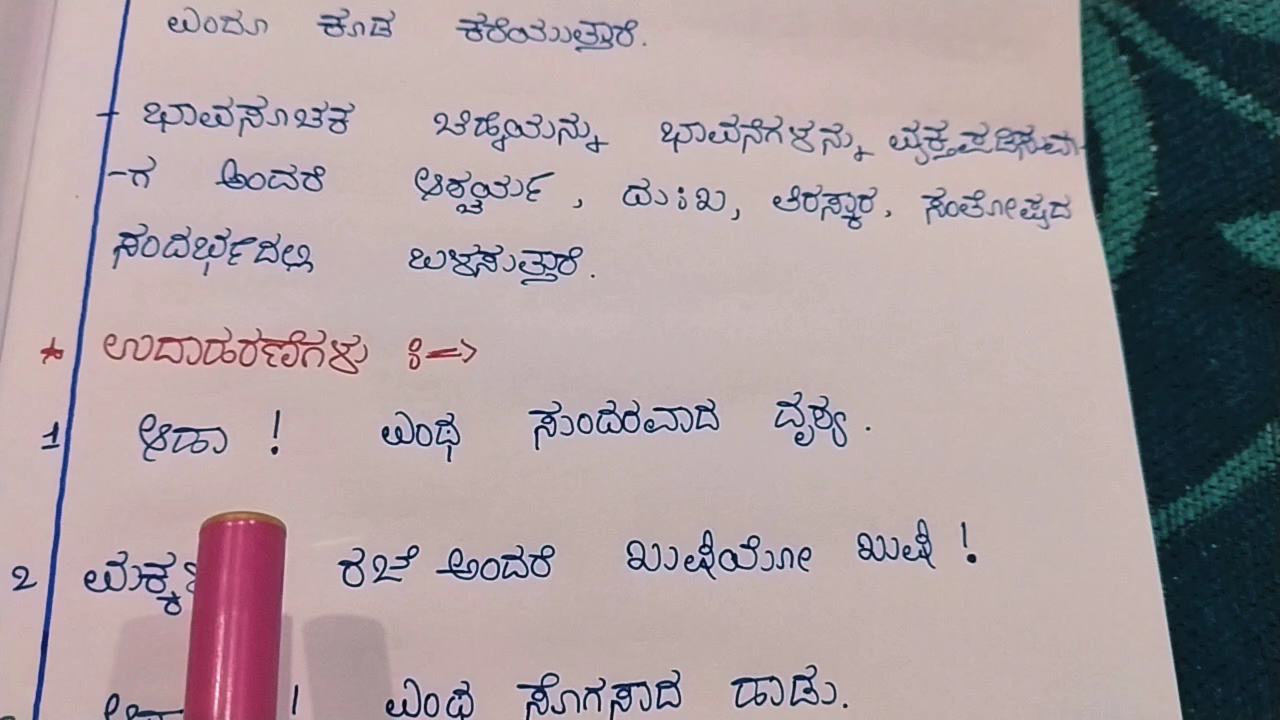 ಎಂದೂ ಕೂಡ ಕರೆಯುತ್ತಾರೆ.
+ ಭಾವಸೂಚಕ ಚಿಹ್ನೆಯನ್ನು ಭಾವನೆಗಳನ್ನು ವ್ಯಕ್ತಪಡಿಸುವಾ-
-ಗ ಅಂದರೆ ಆಶ್ಚರ್ಯ, ದುಃಖ, ತಿರಸ್ಕಾರ, ಸಂತೋಷದ
ಸಂದರ್ಭದಲ್ಲಿ ಬಳಸುತ್ತಾರೆ.
* ಉದಾಹರಣೆಗಳು :->
1 ಆಹಾ ! ಎಂಥ ಸುಂದರವಾದ ದೃಶ್ಯ.
2 ರಜೆ ಅಂದರೆ ಖುಷಿಯೋ ಖುಷಿ !
! ಎಂಥ ಸೊಗಸಾದ ಹಾಡು.